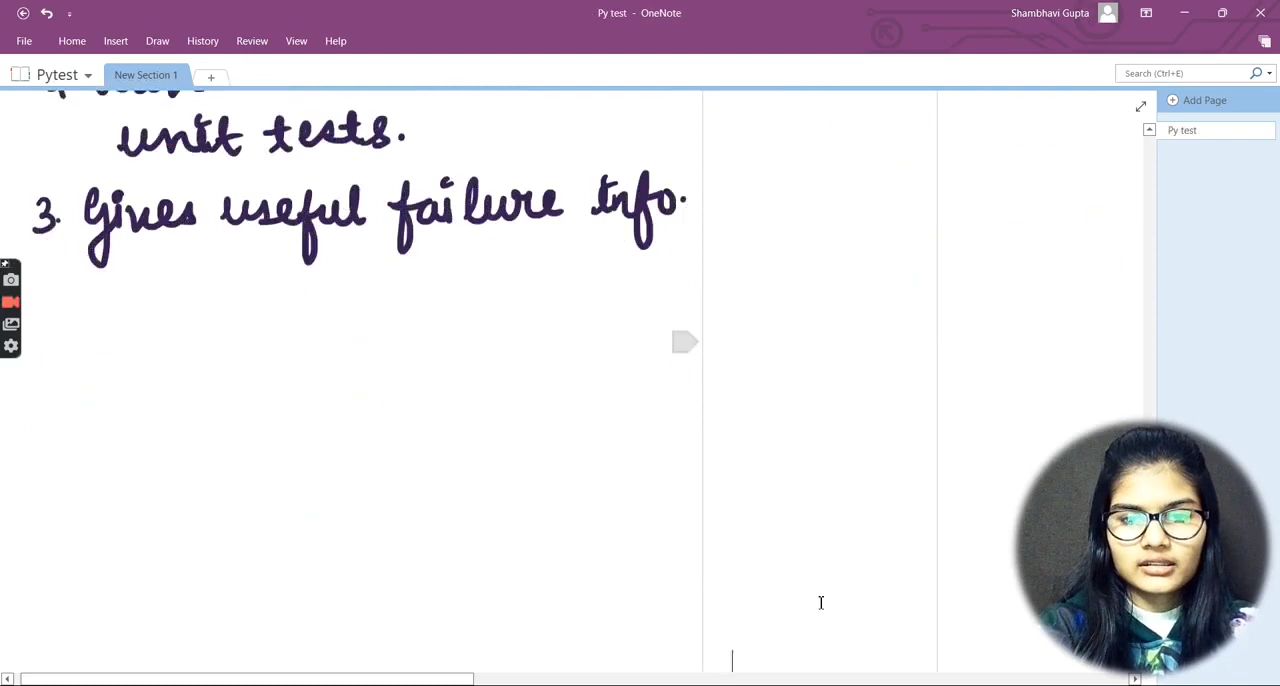 Py test - OneNote
Shambhavi Gupta
File Home Insert Draw History Review View Help
Pytest New Section 1 +
Search (Ctrl+E)
Add Page
Py test
unit tests.
3. Gives useful failure info.